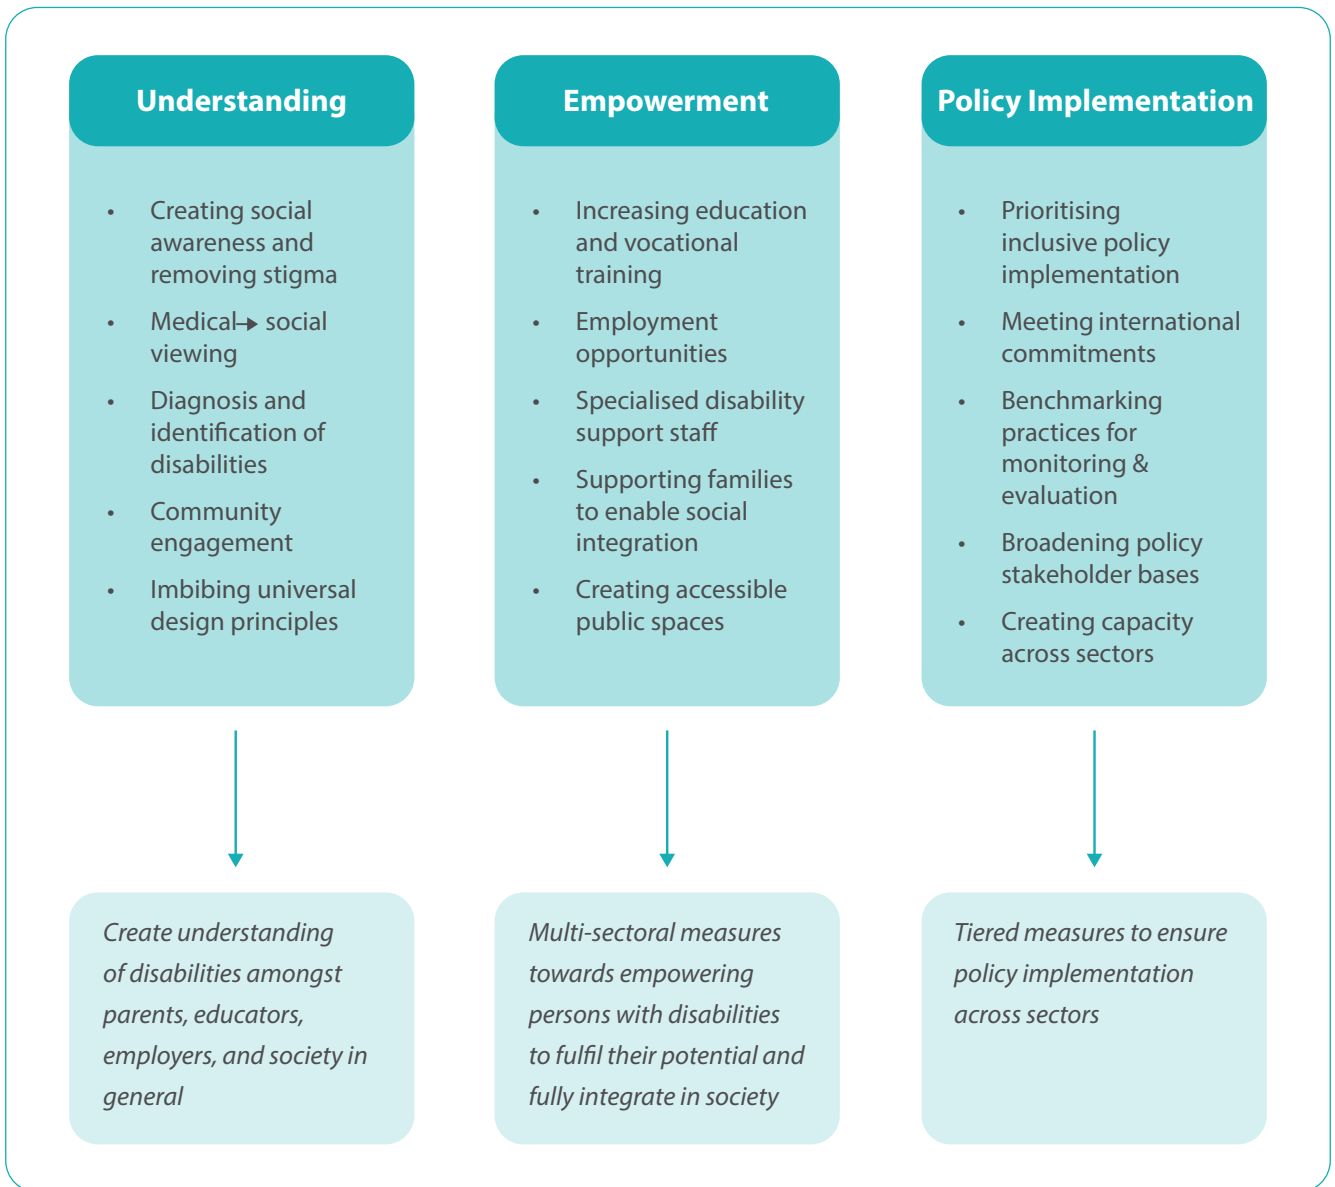 Understanding
• Creating social
awareness and
removing stigma
• Medical→ social
viewing
• Diagnosis and
identification of
disabilities
• Community
engagement
• Imbibing universal
design principles
Create understanding
of disabilities amongst
parents, educators,
employers, and society in
general
Empowerment
• Increasing education
and vocational
training
• Employment
opportunities
• Specialised disability
support staff
• Supporting families
to enable social
integration
• Creating accessible
public spaces
Multi-sectoral measures
towards empowering
persons with disabilities
to fulfil their potential and
fully integrate in society
Policy Implementation
• Prioritising
inclusive policy
implementation
• Meeting international
commitments
• Benchmarking
practices for
monitoring &
evaluation
• Broadening policy
stakeholder bases
• Creating capacity
across sectors
Tiered measures to ensure
policy implementation
across sectors